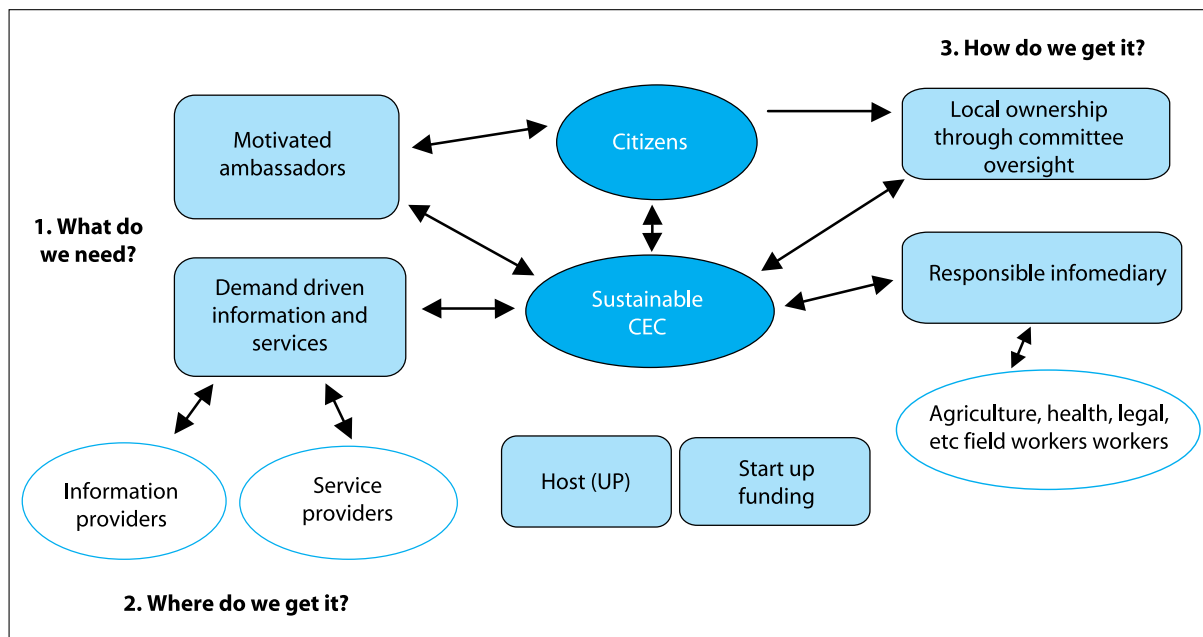 3. How do we get it?
Motivated
ambassadors
Citizens
Local ownership
through committee
oversight
1. What do
we need?
Demand driven
information and
services
Sustainable
CEC
Responsible infomediary
Agriculture, health, legal,
etc field workers workers
Host (UP)
Start up
funding
Information
providers
Service
providers
2. Where do we get it?